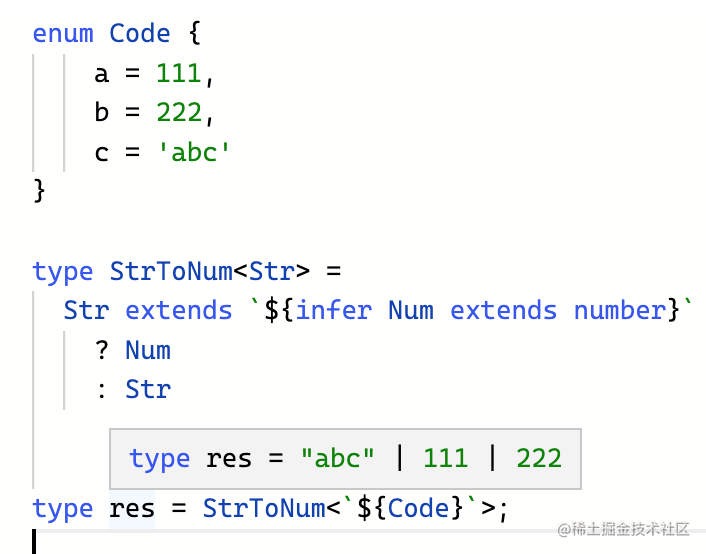 enum Code {
    a = 111,
    b = 222,
    c = 'abc'
}
type StrToNum<Str> =
  Str extends `${infer Num extends number}`
    ? Num
    : Str
type res = "abc" | 111 | 222
type res = StrToNum<`${Code}`>;
@稀土掘金技术社区